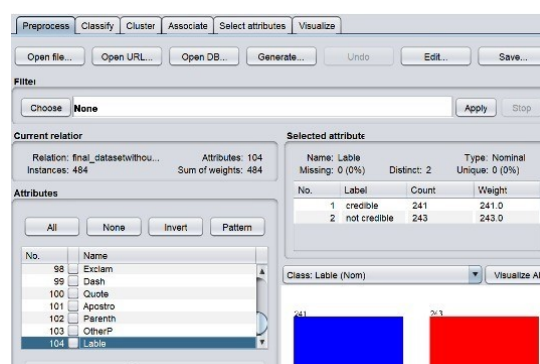 Preprocess Classify Cluster Associate Select attributes Visualize
Open file... Open URL... Open DB... Generate... Undo Edit... Save...
Filter
Choose None Apply Stop
Current relation
Relation: final_datasetwithou... Attributes: 104
Instances: 484 Sum of weights: 484
Attributes
All None Invert Pattern
No. Name
98 Exclam
99 Dash
100 Quote
101 Apostro
102 Parenth
103 OtherP
104 Lable
Selected attribute
Name: Lable Type: Nominal
Missing: 0 (0%) Distinct: 2 Unique: 0 (0%)
No. Label Count Weight
1 credible 241 241.0
2 not credible 243 243.0
Class: Lable (Nom) Visualize Al
241 243